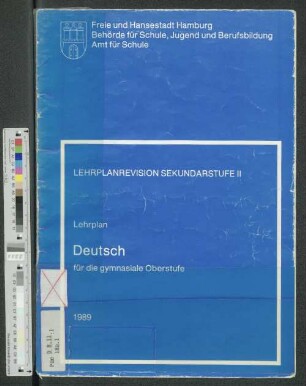 Freie und Hansestadt Hamburg
Behörde für Schule, Jugend und Berufsbildung
Amt für Schule
LEHRPLANREVISION SEKUNDARSTUFE II
Lehrplan
Deutsch
für die gymnasiale Oberstufe
1989